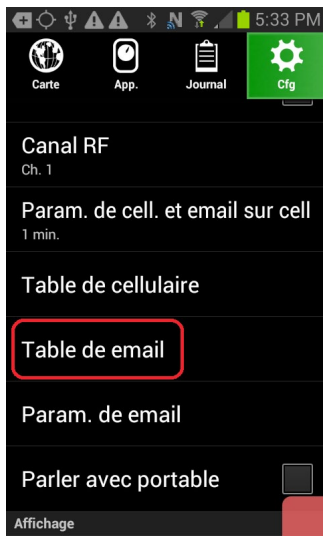 5:33 PM
Carte
App.
Journal
Cfg
Canal RF
Ch. 1
Param. de cell. et email sur cell
1 min.
Table de cellulaire
Table de email
Param. de email
Parler avec portable
Affichage